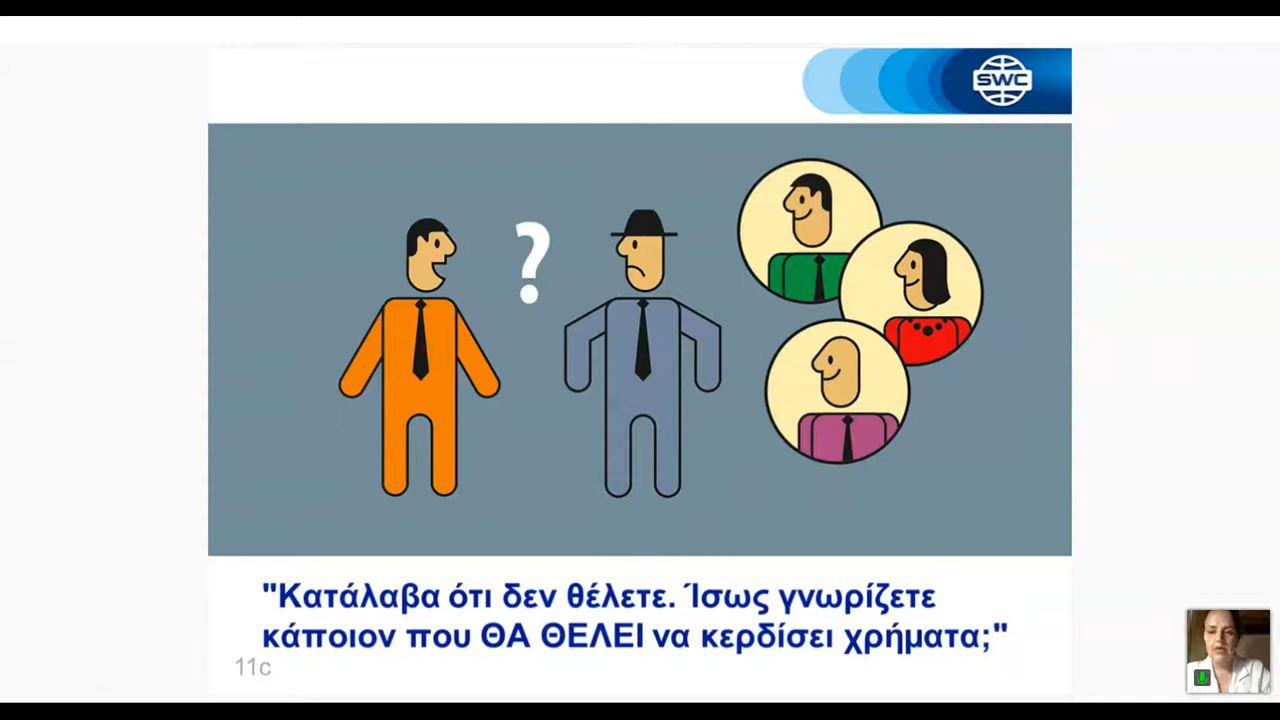 SWC
?
"Κατάλαβα ότι δεν θέλετε. Ίσως γνωρίζετε
κάποιον που ΘΑ ΘΕΛΕΙ να κερδίσει χρήματα;"
11c